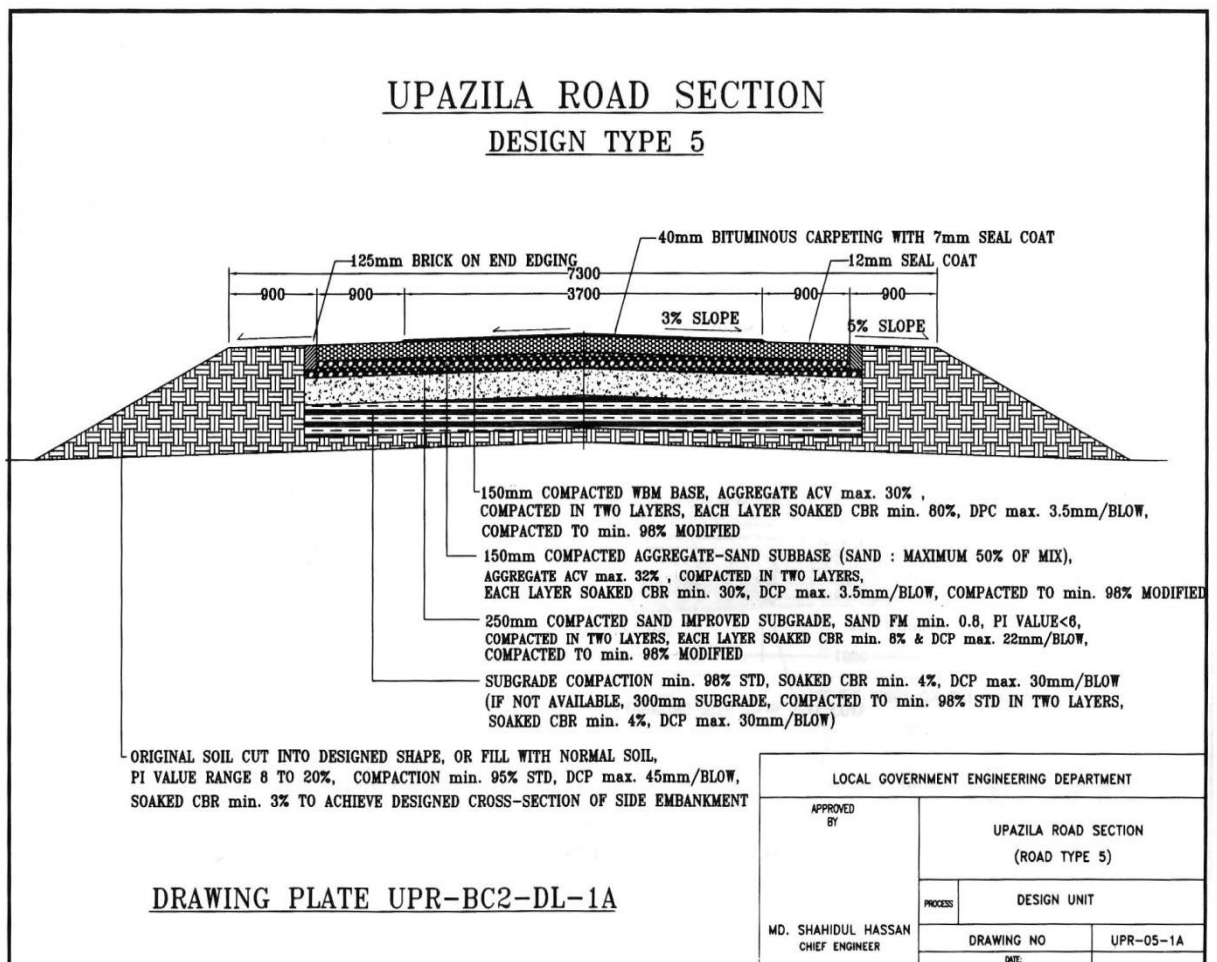 UPAZILA ROAD SECTION
DESIGN TYPE 5
40mm BITUMINOUS CARPETING WITH 7mm SEAL COAT
125mm BRICK ON END EDGING
12mm SEAL COAT
7300
900
900
3700
900
900
3% SLOPE
5% SLOPE
150mm COMPACTED WBM BASE, AGGREGATE ACV max. 30% ,
COMPACTED IN TWO LAYERS, EACH LAYER SOAKED CBR min. 80%, DPC max. 3.5mm/BLOW,
COMPACTED TO min. 98% MODIFIED
150mm COMPACTED AGGREGATE-SAND SUBBASE (SAND : MAXIMUM 50% OF MIX),
AGGREGATE ACV max. 32% , COMPACTED IN TWO LAYERS,
EACH LAYER SOAKED CBR min. 30%, DCP max. 3.5mm/BLOW, COMPACTED TO min. 98% MODIFIED
250mm COMPACTED SAND IMPROVED SUBGRADE, SAND FM min. 0.8, PI VALUE<6,
COMPACTED IN TWO LAYERS, EACH LAYER SOAKED CBR min. 8% & DCP max. 22mm/BLOW,
COMPACTED TO min. 98% MODIFIED
SUBGRADE COMPACTION min. 98% STD, SOAKED CBR min. 4%, DCP max. 30mm/BLOW
(IF NOT AVAILABLE, 300mm SUBGRADE, COMPACTED TO min. 98% STD IN TWO LAYERS,
SOAKED CBR min. 4%, DCP max. 30mm/BLOW)
ORIGINAL SOIL CUT INTO DESIGNED SHAPE, OR FILL WITH NORMAL SOIL,
PI VALUE RANGE 8 TO 20%, COMPACTION min. 95% STD, DCP max. 45mm/BLOW,
SOAKED CBR min. 3% TO ACHIEVE DESIGNED CROSS-SECTION OF SIDE EMBANKMENT
DRAWING PLATE UPR-BC2-DL-1A
LOCAL GOVERNMENT ENGINEERING DEPARTMENT
APPROVED
BY
MD. SHAHIDUL HASSAN
CHIEF ENGINEER
UPAZILA ROAD SECTION
(ROAD TYPE 5)
PROCESS
DESIGN UNIT
DRAWING NO
UPR-05-1A
DATE: